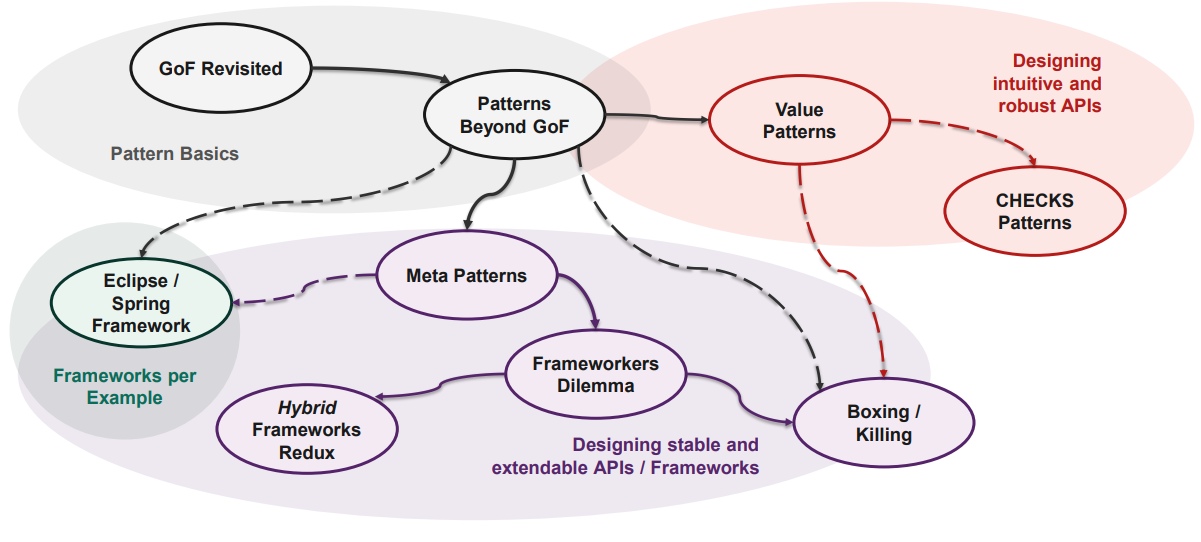 GoF Revisited
Patterns
Beyond GoF
Pattern Basics
Value
Patterns
Designing
intuitive and
robust APIs
CHECKS
Patterns
Eclipse /
Spring
Framework
Meta Patterns
Frameworks per
Example
Frameworkers
Dilemma
Hybrid
Frameworks
Redux
Boxing /
Killing
Designing stable and
extendable APIs / Frameworks